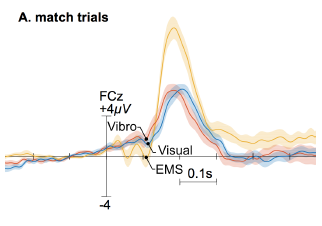 A. match trials
FCz
+4µV
Vibro
Visual
EMS
0.1s
-4